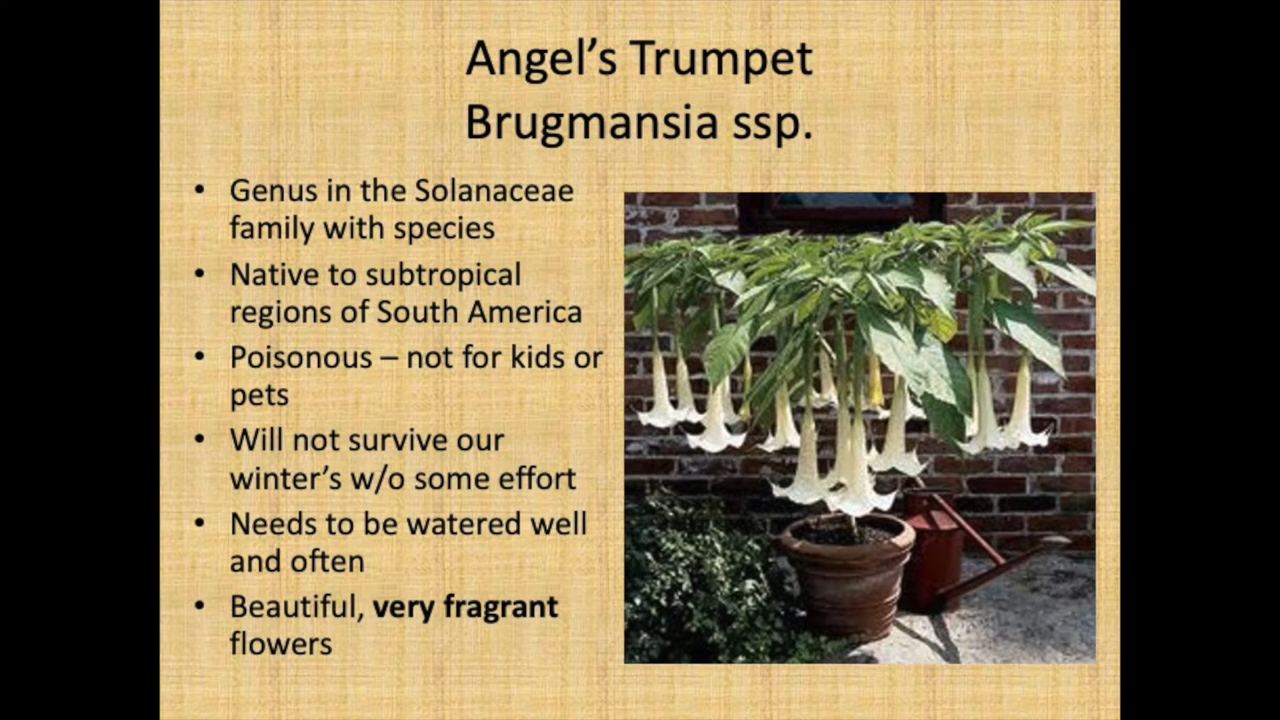 Angel’s Trumpet
Brugmansia ssp.
• Genus in the Solanaceae
family with species
• Native to subtropical
regions of South America
• Poisonous – not for kids or
pets
• Will not survive our
winter’s w/o some effort
• Needs to be watered well
and often
• Beautiful, very fragrant
flowers